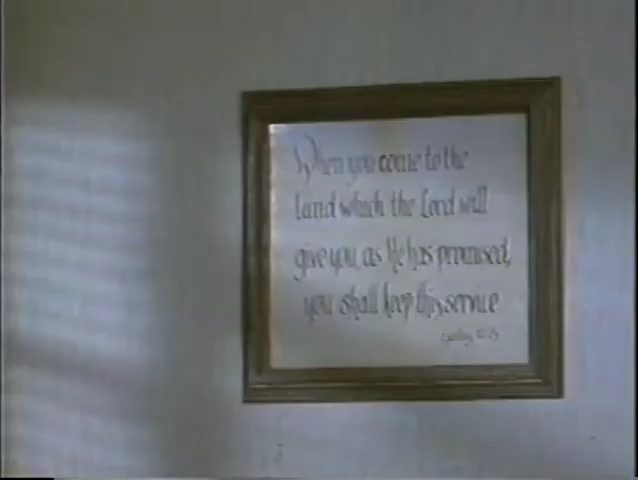 When you come to the
land which the Lord will
give you, as He has promised,
you shall keep this service